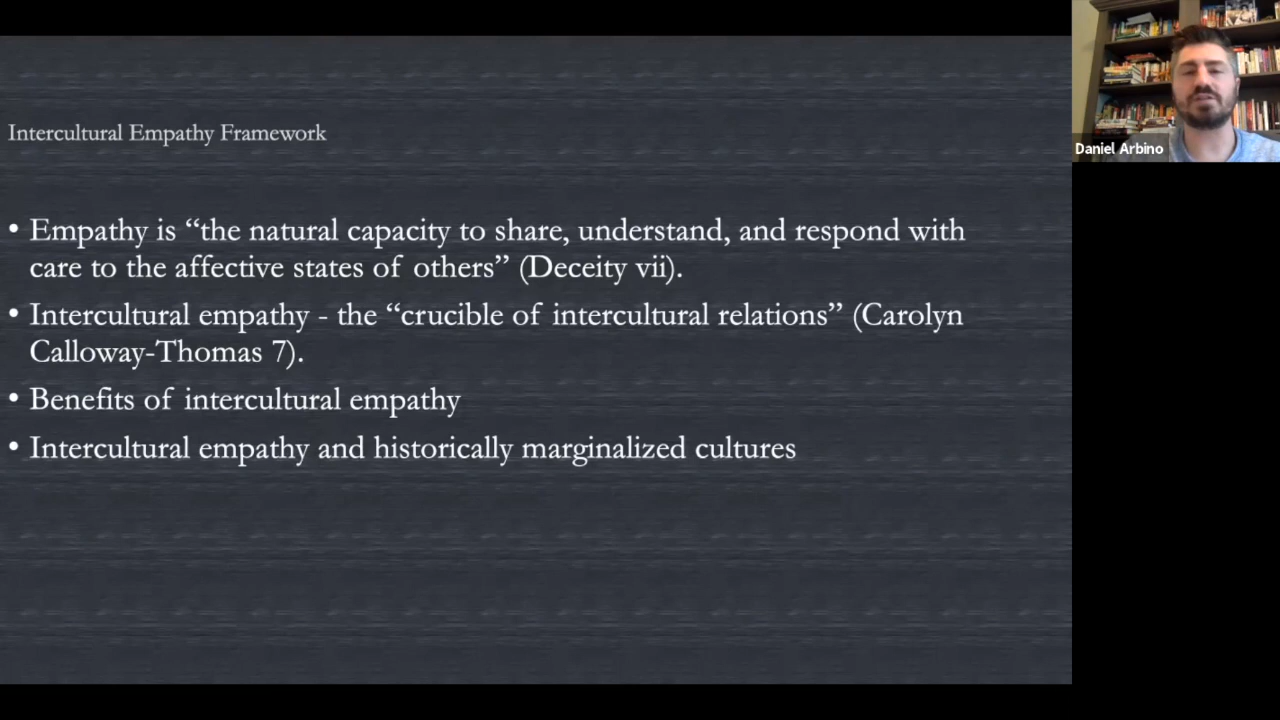 Intercultural Empathy Framework
• Empathy is “the natural capacity to share, understand, and respond with
care to the affective states of others” (Deceity vii).
• Intercultural empathy - the “crucible of intercultural relations” (Carolyn
Calloway-Thomas 7).
• Benefits of intercultural empathy
• Intercultural empathy and historically marginalized cultures
Daniel Arbino